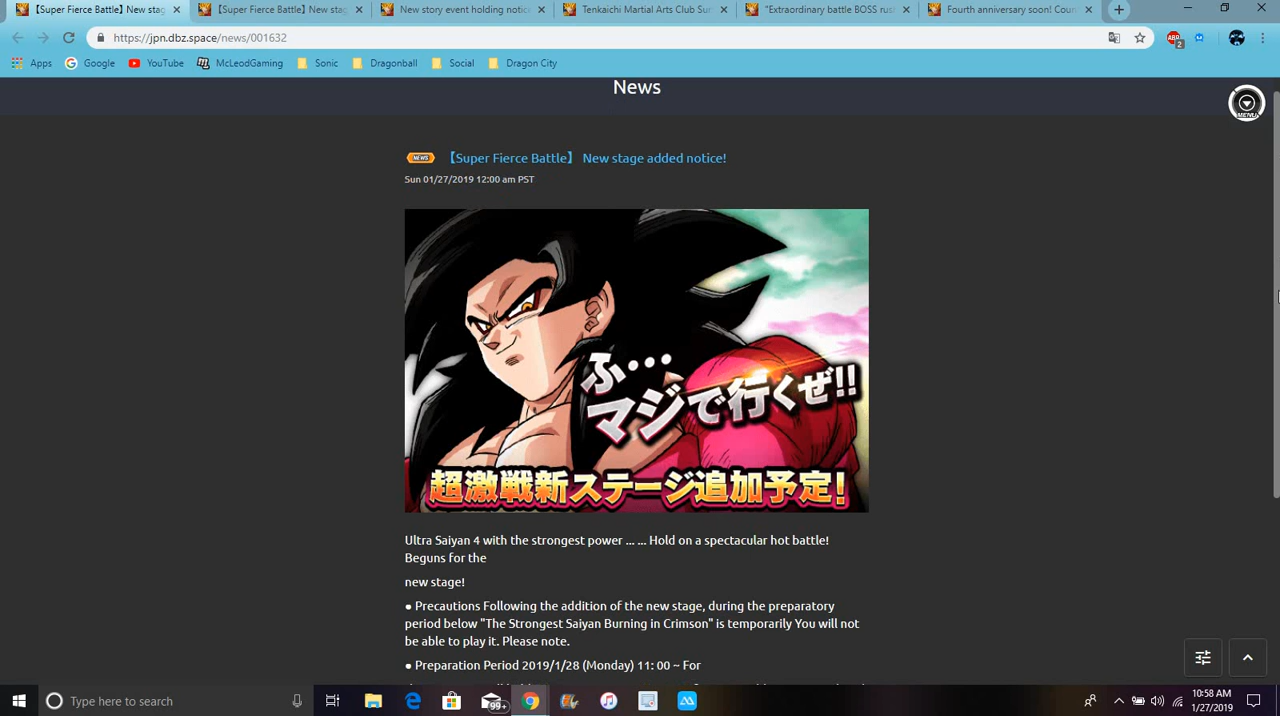 【Super Fierce Battle】 New stag
【Super Fierce Battle】 New stag
New story event holding notice
Tenkaichi Martial Arts Club Sus
"Extraordinary battle BOSS rus
Fourth anniversary soon! Coun
https://jpn.dbz.space/news/001632
ABP
2
Apps
Google
YouTube
McLeodGaming
Sonic
Dragonball
Social
Dragon City
News
MENU
NEWS 【Super Fierce Battle】 New stage added notice!
Sun 01/27/2019 12:00 am PST
ふ…
マジで行くぜ!!
超激戦新ステージ追加予定!
Ultra Saiyan 4 with the strongest power ... ... Hold on a spectacular hot battle!
Beguns for the
new stage!
● Precautions Following the addition of the new stage, during the preparatory
period below "The Strongest Saiyan Burning in Crimson" is temporarily You will not
be able to play it. Please note.
● Preparation Period 2019/1/28 (Monday) 11: 00 ~ For
Type here to search
99+
10:58 AM
1/27/2019